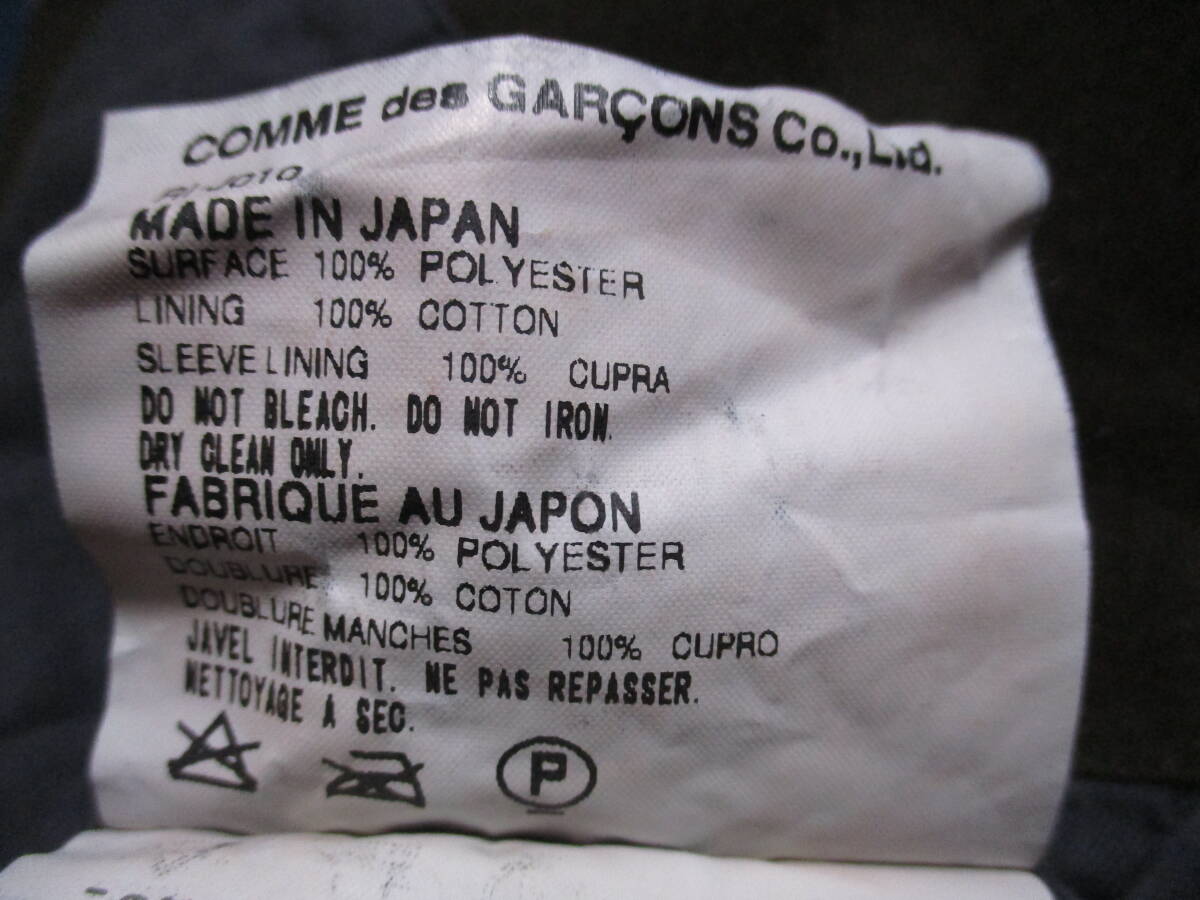 COMME des GARÇONS Co.,Ltd.
MADE IN JAPAN
SURFACE 100% POLYESTER
LINING 100% COTTON
SLEEVE LINING 100% CUPRA
DO NOT BLEACH. DO NOT IRON.
DRY CLEAN ONLY.
FABRIQUE AU JAPON
ENDROIT 100% POLYESTER
DOUBLURE 100% COTON
DOUBLURE MANCHES 100% CUPRO
JAVEL INTERDIT. NE PAS REPASSER.
NETTOYAGE A SEC.
P